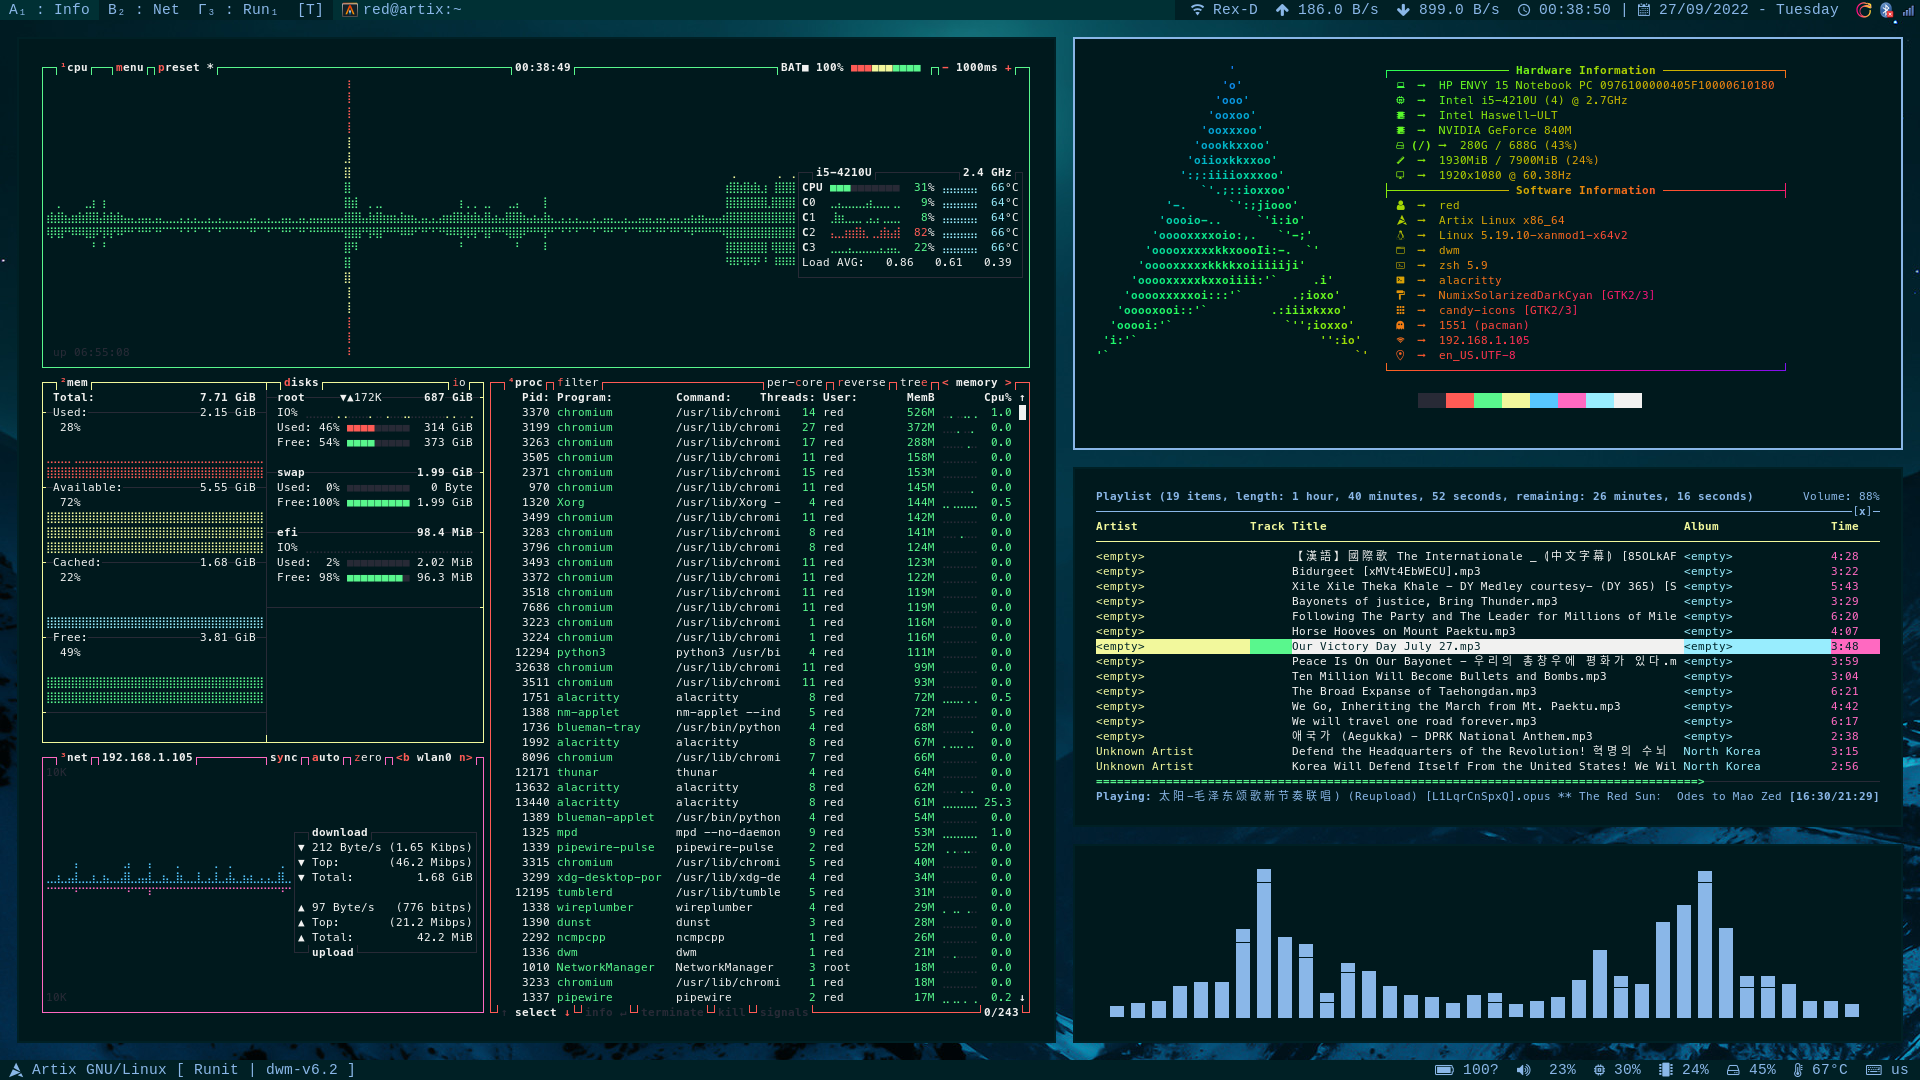 A₁ : Info B₂ : Net Γ₃ : Run₁ [T] red@artix:~ Rex-D 186.0 B/s 899.0 B/s 00:38:50 | 27/09/2022 - Tuesday
¹cpu menu preset * 00:38:49 BAT■ 100% - 1000ms +
i5-4210U 2.4 GHz
CPU 31% 66°C
C0 9% 64°C
C1 8% 64°C
C2 82% 66°C
C3 22% 66°C
Load AVG: 0.86 0.61 0.39
up 06:55:08
²mem
Total: 7.71 GiB
Used: 2.15 GiB
28%
Available: 5.55 GiB
72%
Cached: 1.68 GiB
22%
Free: 3.81 GiB
49%
disks io
root ▼▲172K 687 GiB
IO%
Used: 46% 314 GiB
Free: 54% 373 GiB
swap 1.99 GiB
Used: 0% 0 Byte
Free:100% 1.99 GiB
efi 98.4 MiB
IO%
Used: 2% 2.02 MiB
Free: 98% 96.3 MiB
³net 192.168.1.105 sync auto zero <b wlan0 n>
10K
download
▼ 212 Byte/s (1.65 Kibps)
▼ Top: (46.2 Mibps)
▼ Total: 1.68 GiB
▲ 97 Byte/s (776 bitps)
▲ Top: (21.2 Mibps)
▲ Total: 42.2 MiB
upload
10K
⁴proc filter per-core reverse tree < memory >
Pid: Program: Command: Threads: User: MemB Cpu% ↑
3370 chromium /usr/lib/chromi 14 red 526M 1.0
3199 chromium /usr/lib/chromi 27 red 372M 0.0
3263 chromium /usr/lib/chromi 17 red 288M 0.0
3505 chromium /usr/lib/chromi 11 red 158M 0.0
2371 chromium /usr/lib/chromi 15 red 153M 0.0
970 chromium /usr/lib/chromi 11 red 145M 0.0
1320 Xorg /usr/lib/Xorg - 4 red 144M 0.5
3499 chromium /usr/lib/chromi 11 red 142M 0.0
3283 chromium /usr/lib/chromi 8 red 141M 0.0
3796 chromium /usr/lib/chromi 8 red 124M 0.0
3493 chromium /usr/lib/chromi 11 red 123M 0.0
3372 chromium /usr/lib/chromi 11 red 122M 0.0
3518 chromium /usr/lib/chromi 11 red 119M 0.0
7686 chromium /usr/lib/chromi 11 red 119M 0.0
3223 chromium /usr/lib/chromi 1 red 116M 0.0
3224 chromium /usr/lib/chromi 1 red 116M 0.0
12294 python3 python3 /usr/bi 4 red 111M 0.0
32638 chromium /usr/lib/chromi 11 red 99M 0.0
3511 chromium /usr/lib/chromi 11 red 93M 0.0
1751 alacritty alacritty 8 red 72M 0.5
1388 nm-applet nm-applet --ind 5 red 72M 0.0
1736 blueman-tray /usr/bin/python 4 red 68M 0.0
1992 alacritty alacritty 8 red 67M 0.0
8096 chromium /usr/lib/chromi 7 red 66M 0.0
12171 thunar thunar 4 red 64M 0.0
13632 alacritty alacritty 8 red 62M 0.0
13440 alacritty alacritty 8 red 61M 25.3
1389 blueman-applet /usr/bin/python 4 red 54M 0.0
1325 mpd mpd --no-daemon 9 red 53M 1.0
1339 pipewire-pulse pipewire-pulse 2 red 52M 0.0
3315 chromium /usr/lib/chromi 5 red 40M 0.0
3299 xdg-desktop-por /usr/lib/xdg-de 4 red 34M 0.0
12195 tumblerd /usr/lib/tumble 5 red 31M 0.0
1338 wireplumber wireplumber 4 red 29M 0.0
1390 dunst dunst 3 red 28M 0.0
2292 ncmpcpp ncmpcpp 1 red 26M 0.0
1336 dwm dwm 1 red 21M 0.0
1010 NetworkManager NetworkManager 3 root 18M 0.0
3233 chromium /usr/lib/chromi 1 red 18M 0.0
1337 pipewire pipewire 2 red 17M 0.2 ↓
↑ select ↓ info ↵ terminate kill signals 0/243
'
'o'
'ooo'
'ooxoo'
'ooxxxoo'
'oookkxxoo'
'oiioxkkxxoo'
':;:iiiioxxxoo'
`'.;::ioxxoo'
'-. `':;jiooo'
'oooio-.. `'i:io'
'ooooxxxxoio:,. `'-;'
'ooooxxxxxkkxoooIi:-. `'
'ooooxxxxxkkkkxoiiiiiji'
'ooooxxxxxkxxoiiii:'` .i'
'ooooxxxxxoi:::'` .;ioxo'
'ooooxooi::'` .:iiixkxxo'
'ooooi:'` `'';ioxxo'
'i:'` '':io'
'` `'
Hardware Information
HP ENVY 15 Notebook PC 0976100000405F10000610180
Intel i5-4210U (4) @ 2.7GHz
Intel Haswell-ULT
NVIDIA GeForce 840M
(/) 280G / 688G (43%)
1930MiB / 7900MiB (24%)
1920x1080 @ 60.38Hz
Software Information
red
Artix Linux x86_64
Linux 5.19.10-xanmod1-x64v2
dwm
zsh 5.9
alacritty
NumixSolarizedDarkCyan [GTK2/3]
candy-icons [GTK2/3]
1551 (pacman)
192.168.1.105
en_US.UTF-8
Playlist (19 items, length: 1 hour, 40 minutes, 52 seconds, remaining: 26 minutes, 16 seconds) Volume: 88%
[x]
Artist Track Title Album Time
<empty> 【漢語】國際歌 The Internationale _ (中文字幕) [85OLkAF <empty> 4:28
<empty> Bidurgeet [xMVt4EbWECU].mp3 <empty> 3:22
<empty> Xile Xile Theka Khale - DY Medley courtesy- (DY 365) [S <empty> 5:43
<empty> Bayonets of justice, Bring Thunder.mp3 <empty> 3:29
<empty> Following The Party and The Leader for Millions of Mile <empty> 6:20
<empty> Horse Hooves on Mount Paektu.mp3 <empty> 4:07
<empty> Our Victory Day July 27.mp3 <empty> 3:48
<empty> Peace Is On Our Bayonet - 우리의 총창우에 평화가 있다.m <empty> 3:59
<empty> Ten Million Will Become Bullets and Bombs.mp3 <empty> 3:04
<empty> The Broad Expanse of Taehongdan.mp3 <empty> 6:21
<empty> We Go, Inheriting the March from Mt. Paektu.mp3 <empty> 4:42
<empty> We will travel one road forever.mp3 <empty> 6:17
<empty> 애국가 (Aegukka) - DPRK National Anthem.mp3 <empty> 2:38
Unknown Artist Defend the Headquarters of the Revolution! 혁명의 수뇌 North Korea 3:15
Unknown Artist Korea Will Defend Itself From the United States! We Wil North Korea 2:56
Playing: 太阳-毛泽东颂歌新节奏联唱) (Reupload) [L1LqrCnSpxQ].opus ** The Red Sun: Odes to Mao Zed [16:30/21:29]
Artix GNU/Linux [ Runit | dwm-v6.2 ] 100? 23% 30% 24% 45% 67°C us